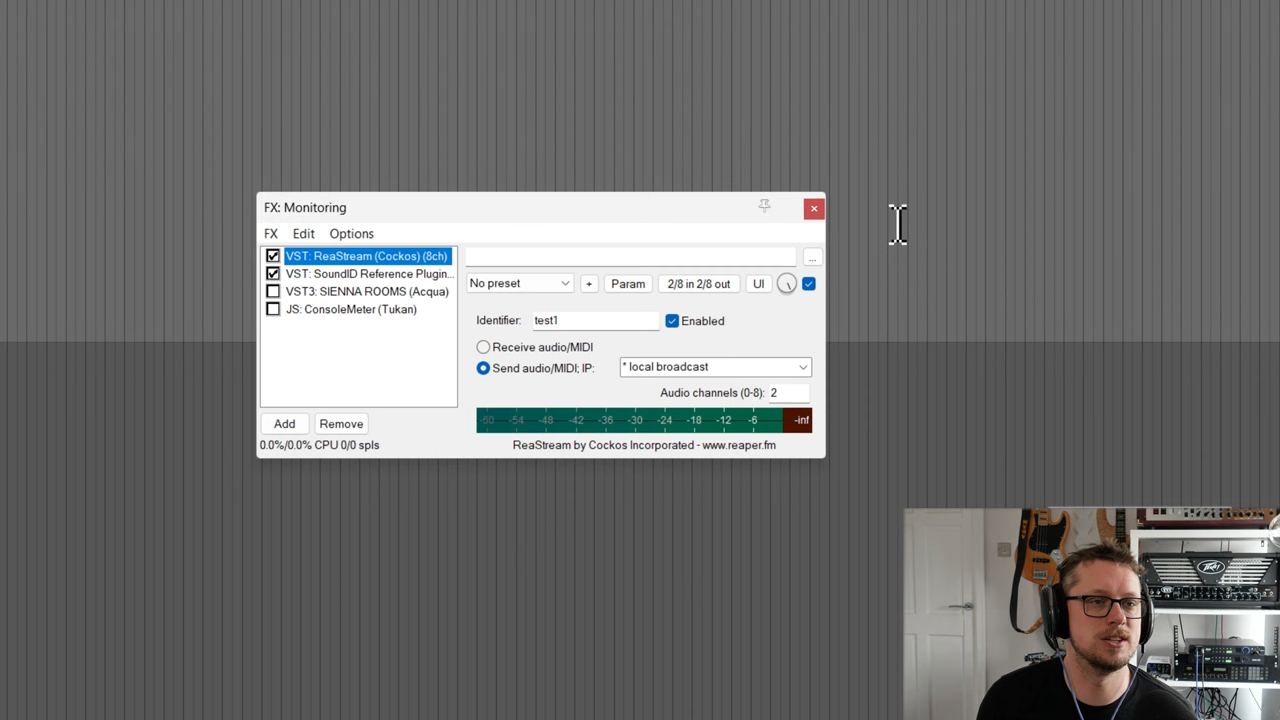 FX: Monitoring
FX Edit Options
VST: ReaStream (Cockos) (8ch)
VST: SoundID Reference Plugin...
VST3: SIENNA ROOMS (Acqua)
JS: ConsoleMeter (Tukan)
Add Remove
0.0%/0.0% CPU 0/0 spls
...
No preset + Param 2/8 in 2/8 out UI
Identifier: test1 Enabled
Receive audio/MIDI
Send audio/MIDI; IP: * local broadcast
Audio channels (0-8): 2
-60 -54 -48 -42 -36 -30 -24 -18 -12 -6 -inf
ReaStream by Cockos Incorporated - www.reaper.fm
PEAVEY